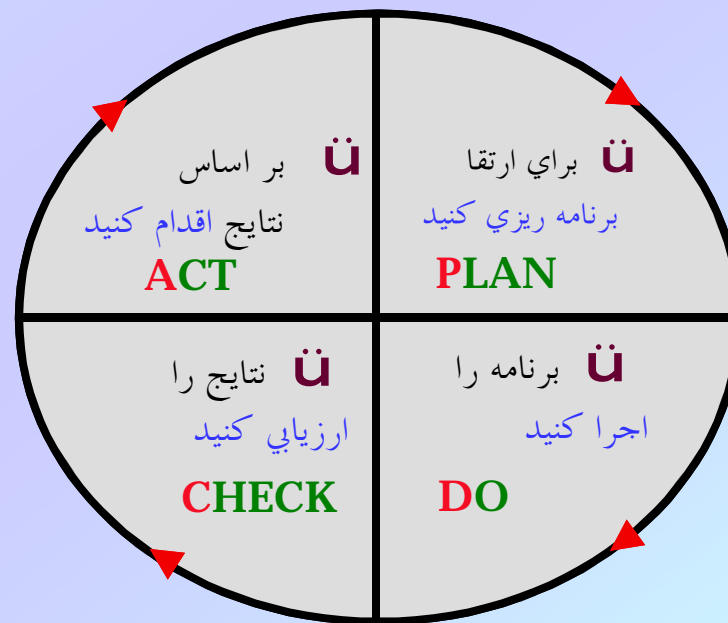 ü براي ارتقا
برنامه ريزي كنيد
PLAN
ü برنامه را
اجرا كنيد
DO
ü نتايج را
ارزيابي كنيد
CHECK
ü بر اساس
نتايج اقدام كنيد
ACT